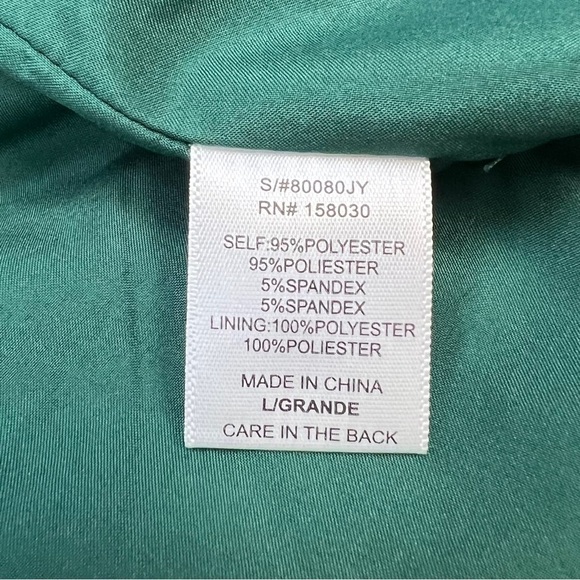 S/#80080JY
RN# 158030
SELF:95%POLYESTER
95%POLIESTER
5%SPANDEX
5%SPANDEX
LINING:100%POLYESTER
100%POLIESTER
MADE IN CHINA
L/GRANDE
CARE IN THE BACK